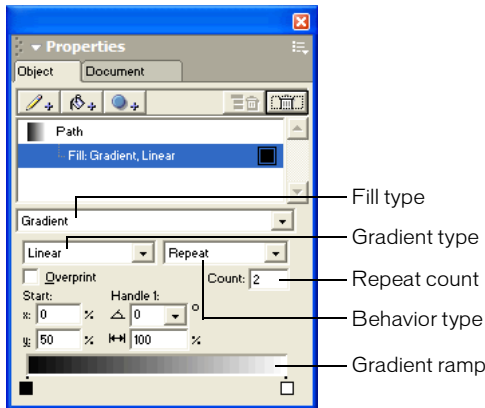 Properties
Object Document
Path
Fill: Gradient, Linear
Fill type
Gradient
Gradient type
Linear Repeat
Overprint Count: 2
Repeat count
Start: Handle 1:
x: 0 % 0 °
Behavior type
y: 50 % 100 %
Gradient ramp